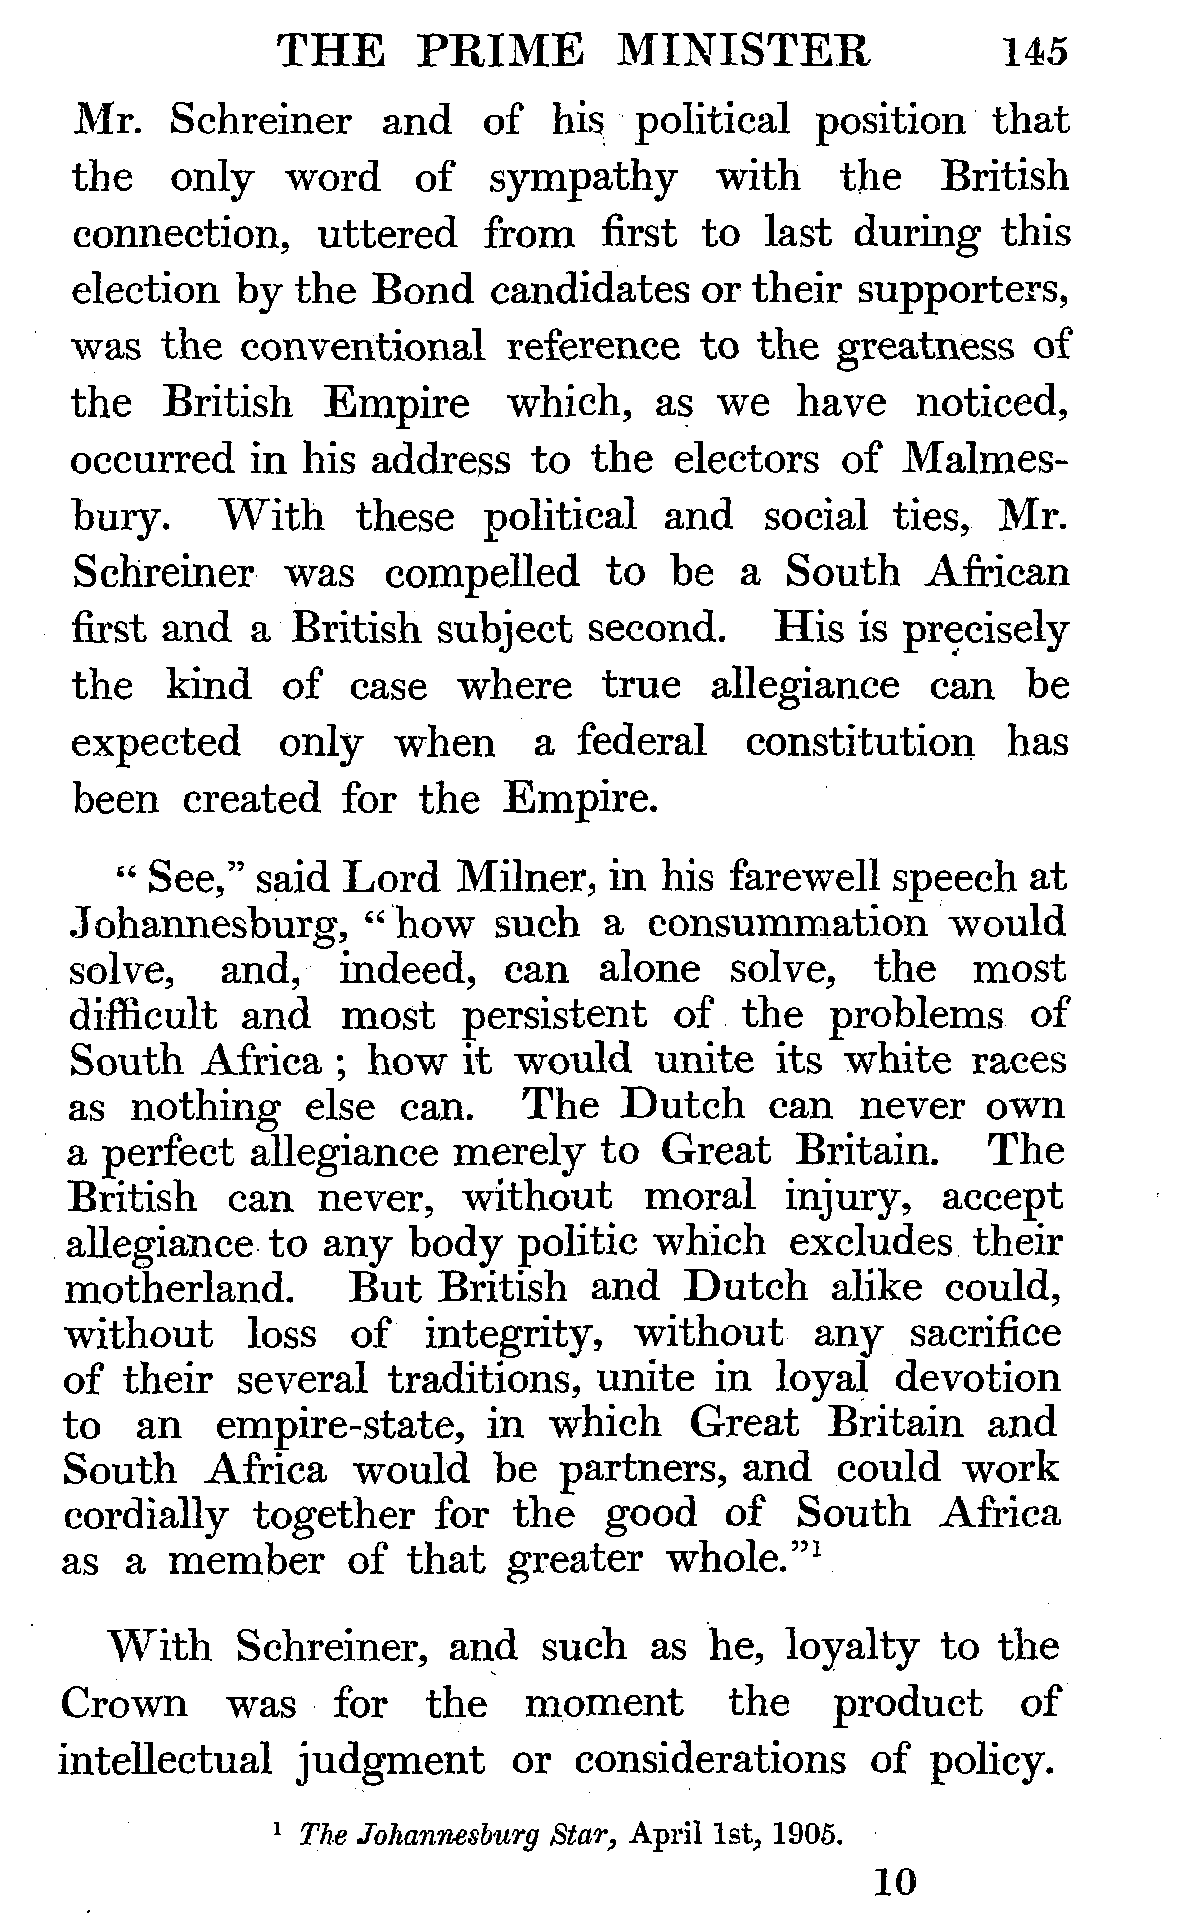 THE PRIME MINISTER 145
Mr. Schreiner and of his political position that
the only word of sympathy with the British
connection, uttered from first to last during this
election by the Bond candidates or their supporters,
was the conventional reference to the greatness of
the British Empire which, as we have noticed,
occurred in his address to the electors of Malmes-
bury. With these political and social ties, Mr.
Schreiner was compelled to be a South African
first and a British subject second. His is precisely
the kind of case where true allegiance can be
expected only when a federal constitution has
been created for the Empire.
“ See,” said Lord Milner, in his farewell speech at
Johannesburg, “ how such a consummation would
solve, and, indeed, can alone solve, the most
difficult and most persistent of the problems of
South Africa ; how it would unite its white races
as nothing else can. The Dutch can never own
a perfect allegiance merely to Great Britain. The
British can never, without moral injury, accept
allegiance to any body politic which excludes their
motherland. But British and Dutch alike could,
without loss of integrity, without any sacrifice
of their several traditions, unite in loyal devotion
to an empire-state, in which Great Britain and
South Africa would be partners, and could work
cordially together for the good of South Africa
as a member of that greater whole.”¹
With Schreiner, and such as he, loyalty to the
Crown was for the moment the product of
intellectual judgment or considerations of policy.
¹ The Johannesburg Star, April 1st, 1905.
10